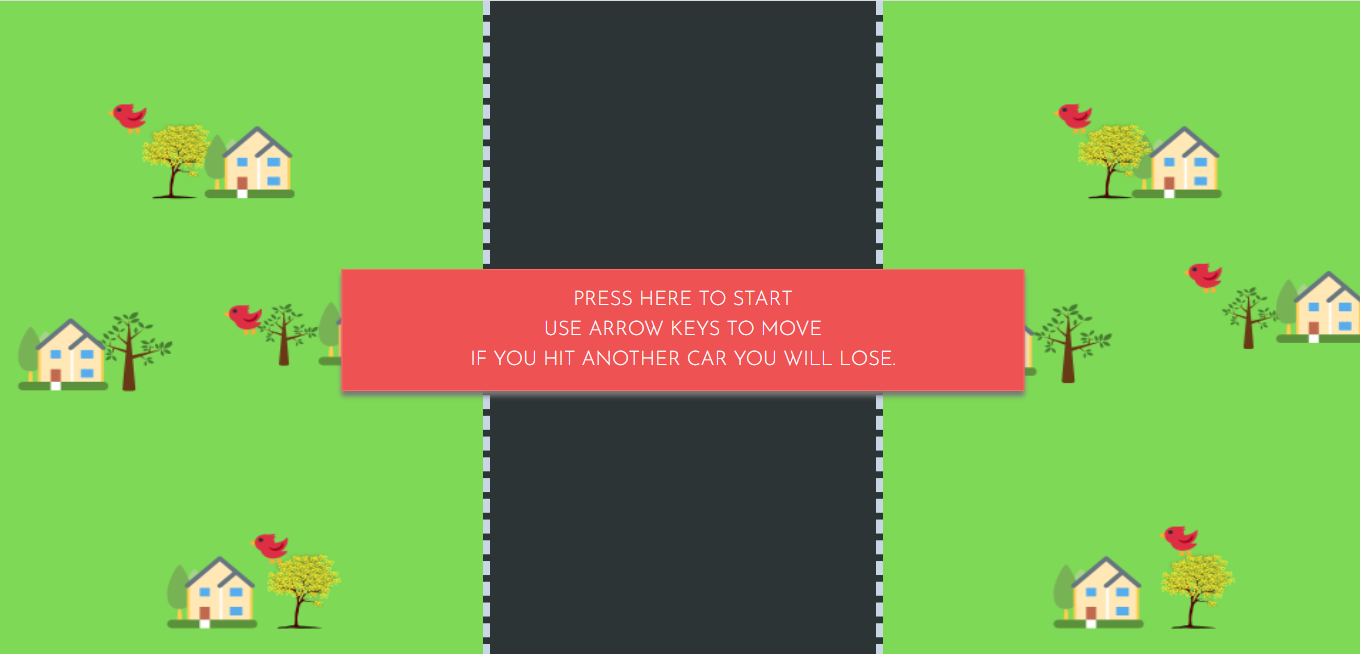 PRESS HERE TO START
USE ARROW KEYS TO MOVE
IF YOU HIT ANOTHER CAR YOU WILL LOSE.